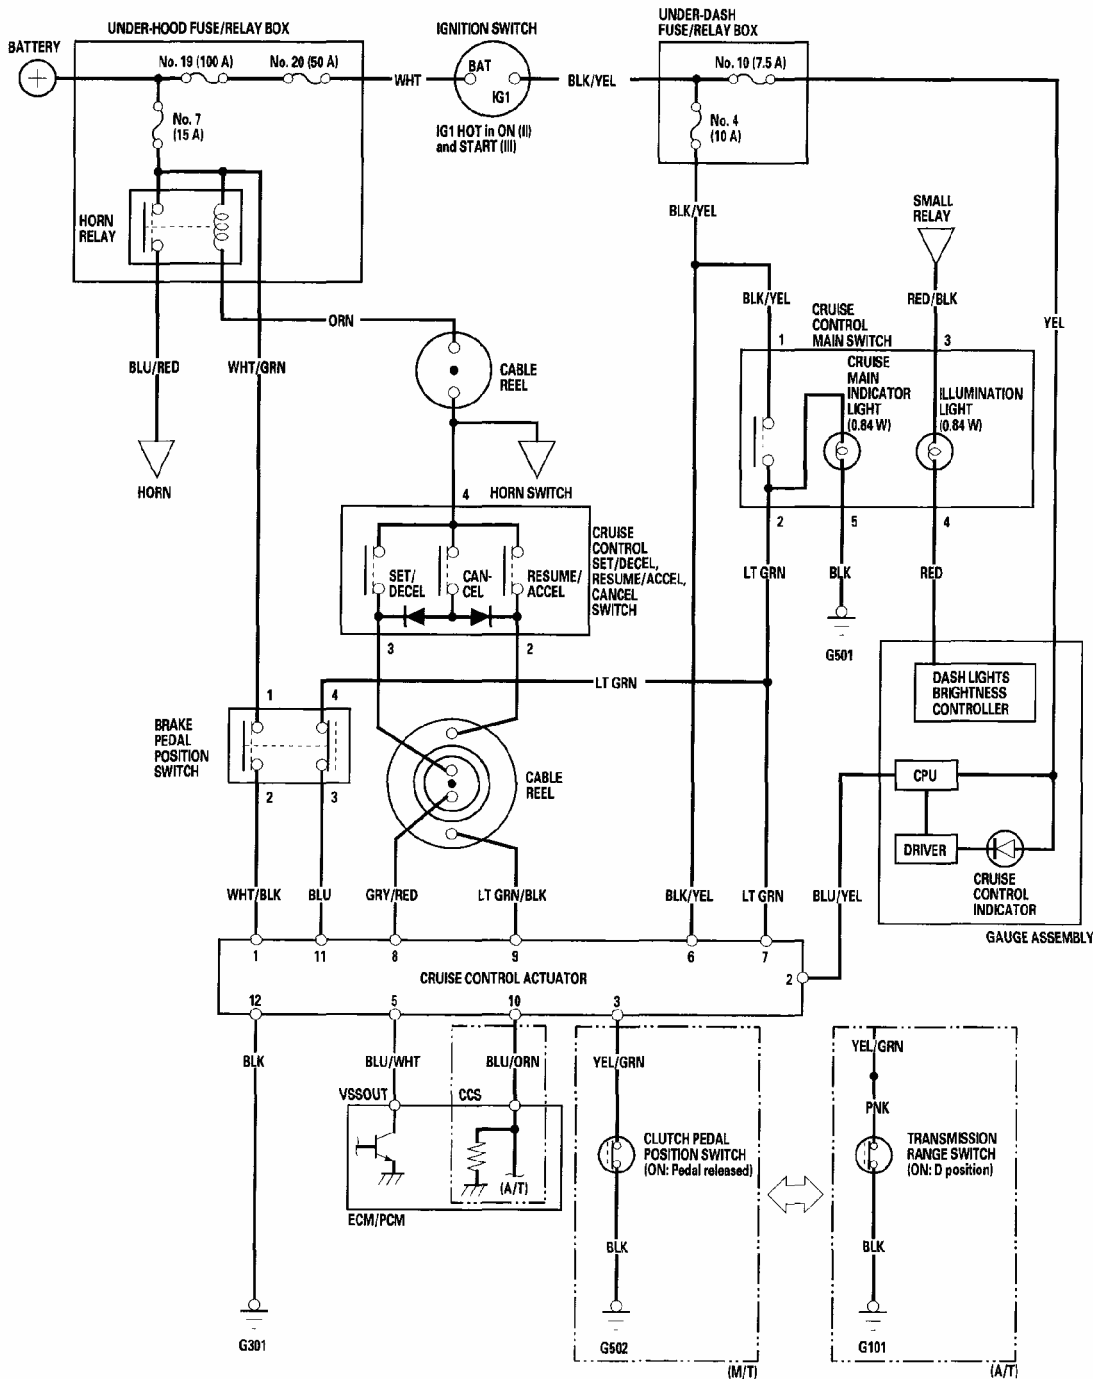 UNDER-HOOD FUSE/RELAY BOX
IGNITION SWITCH
UNDER-DASH
FUSE/RELAY BOX
BATTERY
No. 19 (100 A)
No. 20 (50 A)
WHT
BAT
IG1
BLK/YEL
No. 10 (7.5 A)
No. 7
(15 A)
IG1 HOT in ON (II)
and START (III)
No. 4
(10 A)
HORN
RELAY
BLK/YEL
SMALL
RELAY
ORN
BLK/YEL
RED/BLK
YEL
CRUISE
CONTROL
MAIN SWITCH
1
3
BLU/RED
WHT/GRN
CABLE
REEL
CRUISE
MAIN
INDICATOR
LIGHT
(0.84 W)
ILLUMINATION
LIGHT
(0.84 W)
HORN
4
HORN SWITCH
2
5
4
SET/
DECEL
CAN-
CEL
RESUME/
ACCEL
CRUISE
CONTROL
SET/DECEL,
RESUME/ACCEL,
CANCEL
SWITCH
LT GRN
BLK
RED
3
2
G501
LT GRN
DASH LIGHTS
BRIGHTNESS
CONTROLLER
1
4
BRAKE
PEDAL
POSITION
SWITCH
2
3
CABLE
REEL
CPU
DRIVER
CRUISE
CONTROL
INDICATOR
GAUGE ASSEMBLY
WHT/BLK
BLU
GRY/RED
LT GRN/BLK
BLK/YEL
LT GRN
BLU/YEL
1
11
8
9
6
7
2
CRUISE CONTROL ACTUATOR
12
5
10
3
BLK
BLU/WHT
BLU/ORN
YEL/GRN
YEL/GRN
VSSOUT
CCS
PNK
CLUTCH PEDAL
POSITION SWITCH
(ON: Pedal released)
TRANSMISSION
RANGE SWITCH
(ON: D position)
(A/T)
ECM/PCM
BLK
BLK
G301
G502
G101
(M/T)
(A/T)